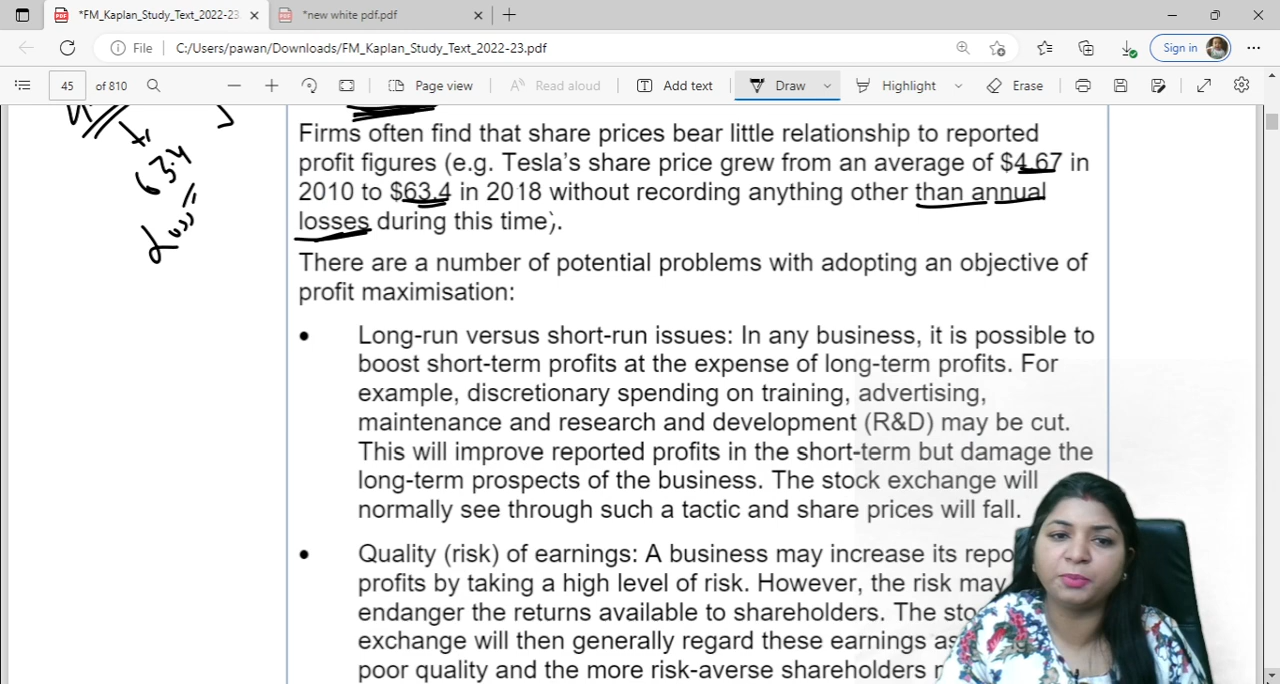 *FM_Kaplan_Study_Text_2022-23.
*new white pdf.pdf
File C:/Users/pawan/Downloads/FM_Kaplan_Study_Text_2022-23.pdf
Sign in
45 of 810
Page view
Read aloud
Add text
Draw
Highlight
Erase
63.4
Loss
Firms often find that share prices bear little relationship to reported
profit figures (e.g. Tesla's share price grew from an average of $4.67 in
2010 to $63.4 in 2018 without recording anything other than annual
losses during this time).
There are a number of potential problems with adopting an objective of
profit maximisation:
• Long-run versus short-run issues: In any business, it is possible to
boost short-term profits at the expense of long-term profits. For
example, discretionary spending on training, advertising,
maintenance and research and development (R&D) may be cut.
This will improve reported profits in the short-term but damage the
long-term prospects of the business. The stock exchange will
normally see through such a tactic and share prices will fall.
• Quality (risk) of earnings: A business may increase its repo
profits by taking a high level of risk. However, the risk may
endanger the returns available to shareholders. The sto
exchange will then generally regard these earnings as
poor quality and the more risk-averse shareholders